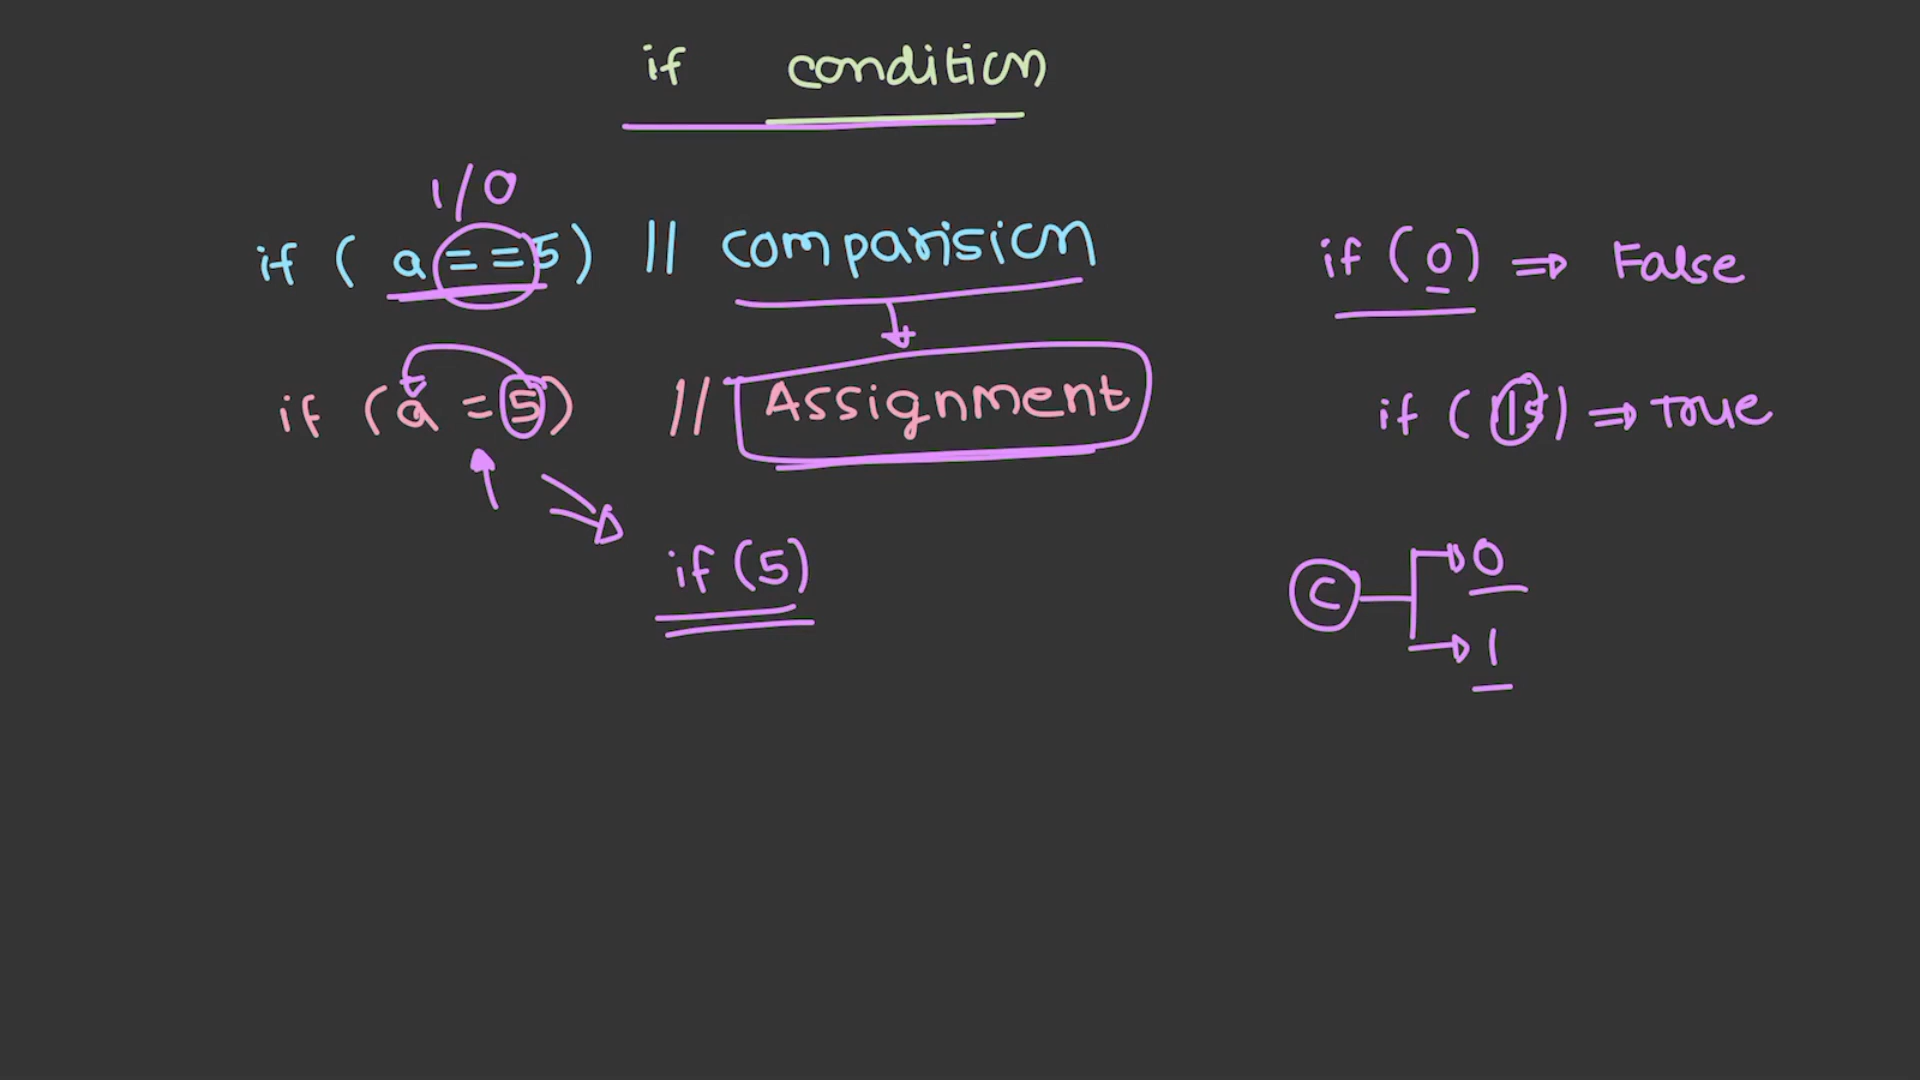 if condition
1/0
if ( a == 5) // comparision
if (a = 5) // Assignment
if (5)
if (0) ⇒ False
if ( ) ⇒ True
C
0
1